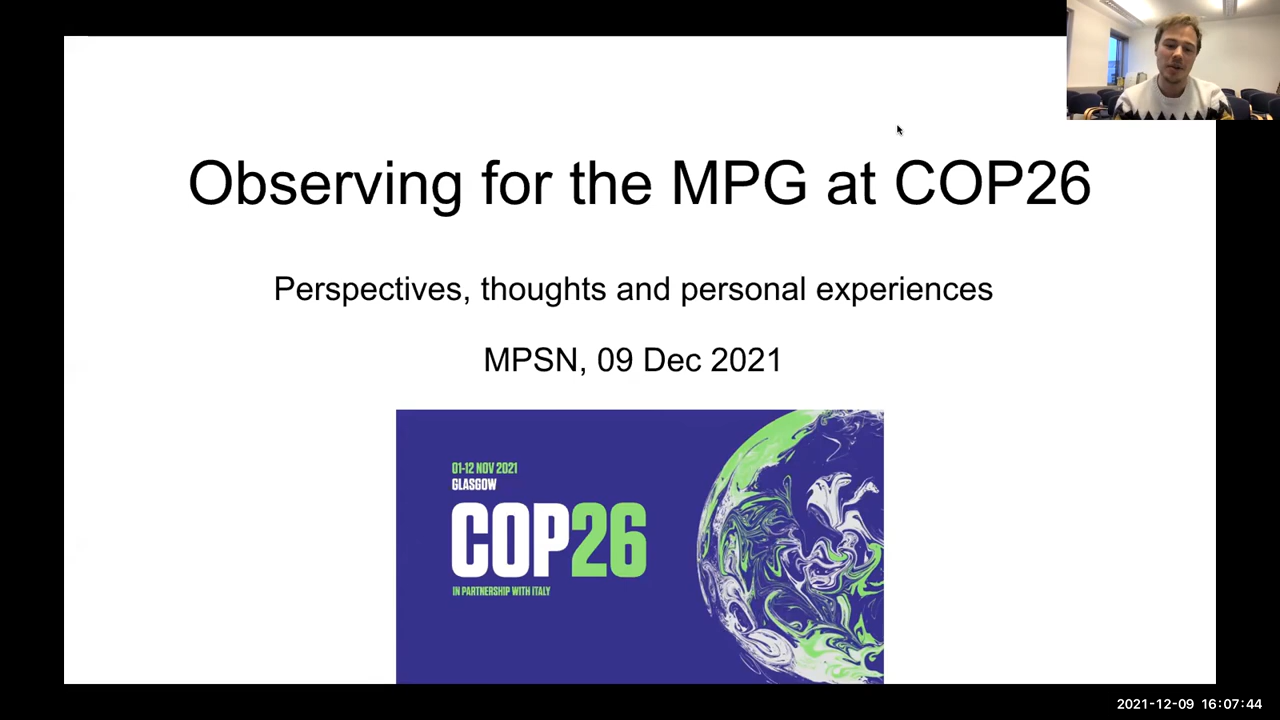 Observing for the MPG at COP26
Perspectives, thoughts and personal experiences
MPSN, 09 Dec 2021
01-12 NOV 2021
GLASGOW
COP26
IN PARTNERSHIP WITH ITALY
2021-12-09 16:07:44